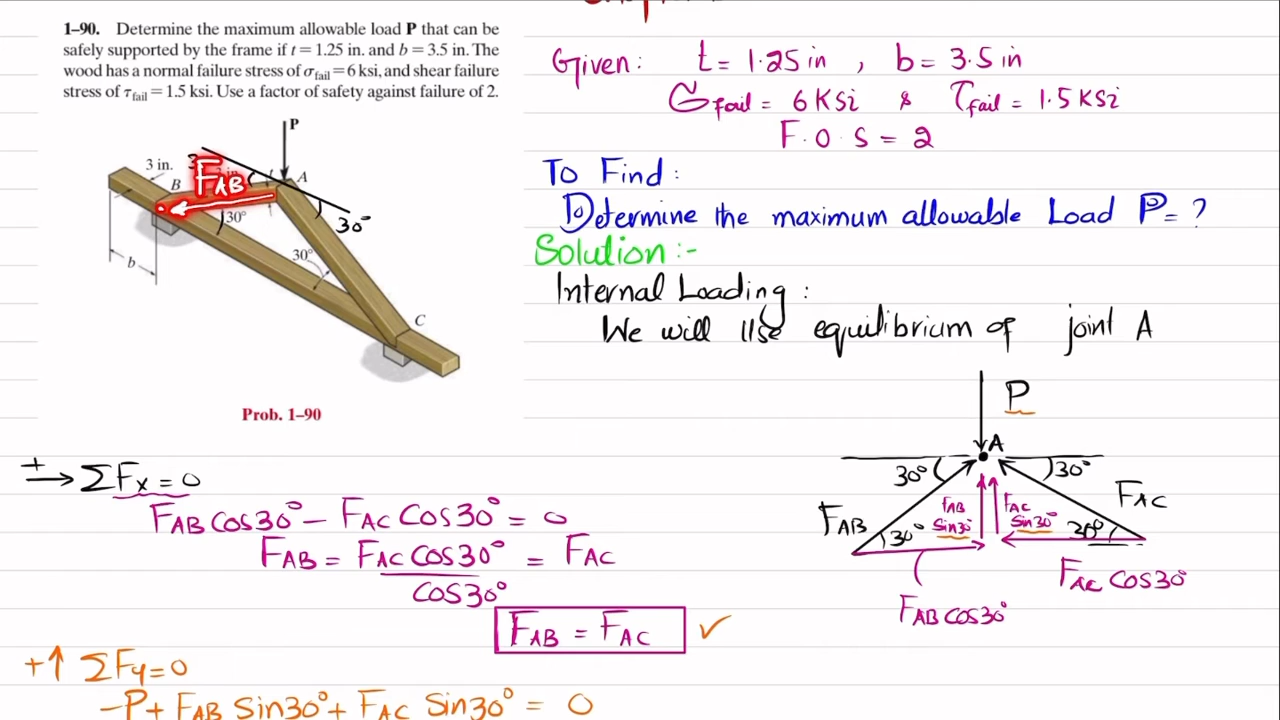 1–90. Determine the maximum allowable load P that can be
safely supported by the frame if t = 1.25 in. and b = 3.5 in. The
wood has a normal failure stress of σfail = 6 ksi, and shear failure
stress of τfail = 1.5 ksi. Use a factor of safety against failure of 2.
P
3 in.
3
in.
B
FAB
A
30°
30°
30°
b
C
Prob. 1–90
Given: t = 1.25 in , b = 3.5 in
σfail = 6 KSi & τfail = 1.5 KSi
F.O.S = 2
To Find:
Determine the maximum allowable Load P = ?
Solution:-
Internal Loading:
We will Use equilibrium of joint A
P
A
30° 30°
FAB FAB Sin30° FAC Sin30° FAC
30° 30°
FAC COS30°
FAB COS30°
+→ ΣFx = 0
FAB COS30° – FAC COS30° = 0
FAB = FAC COS30° = FAC
COS30°
FAB = FAC ✓
+↑ ΣFy = 0
–P + FAB Sin30° + FAC Sin30° = 0